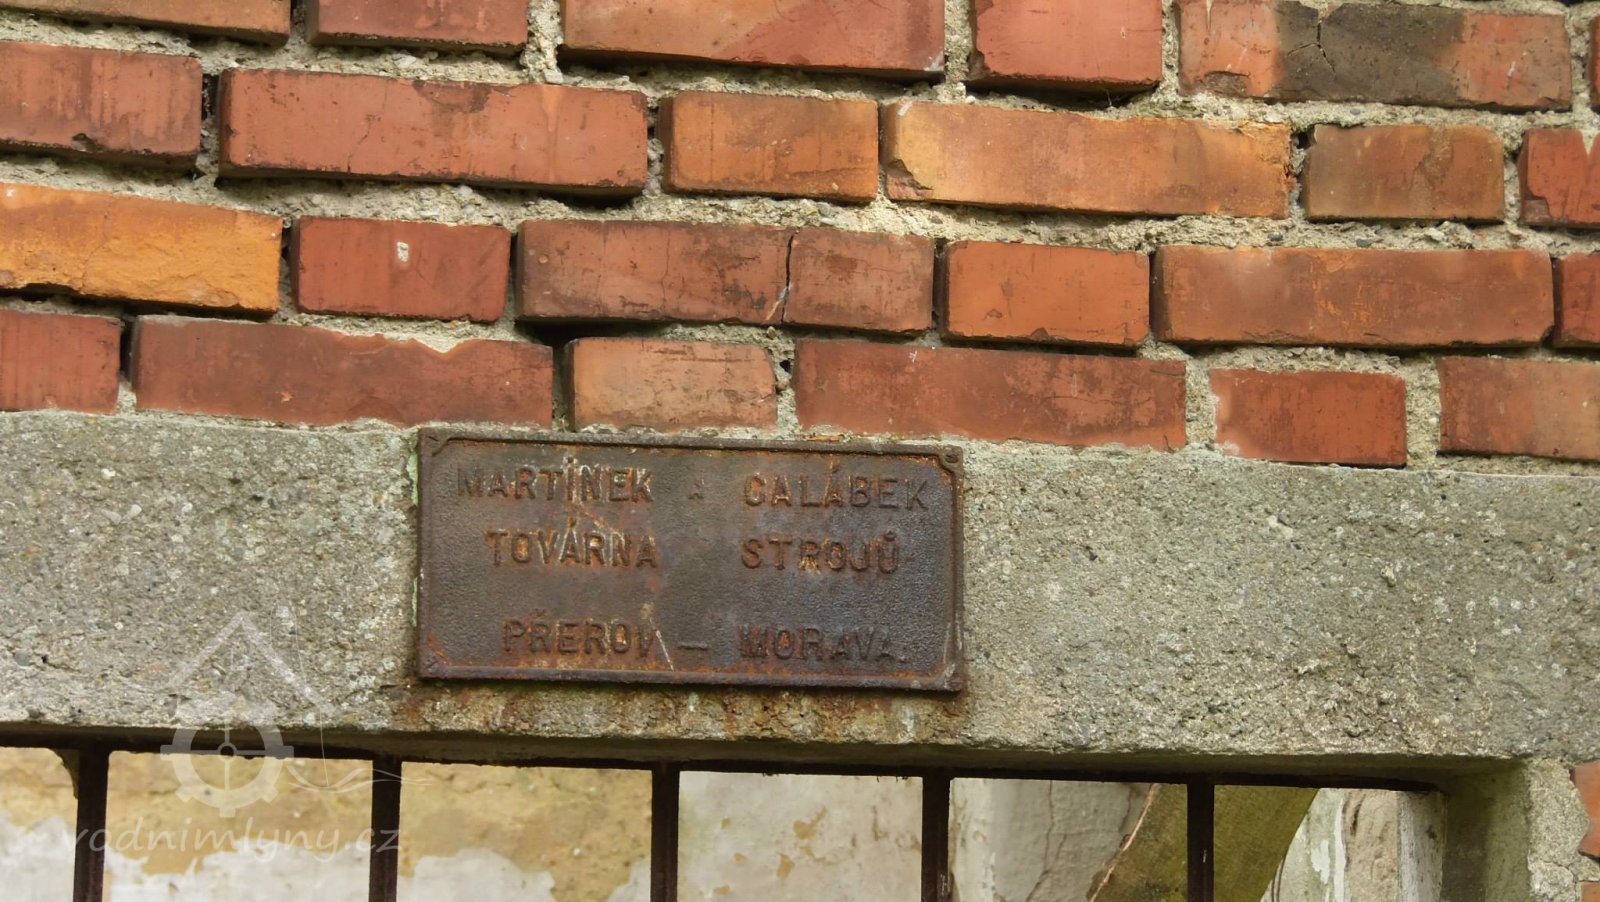 MARTÍNEK A CALÁBEK
TOVÁRNA STROJŮ
PŘEROV — MORAVA.
vodnimlyny.cz